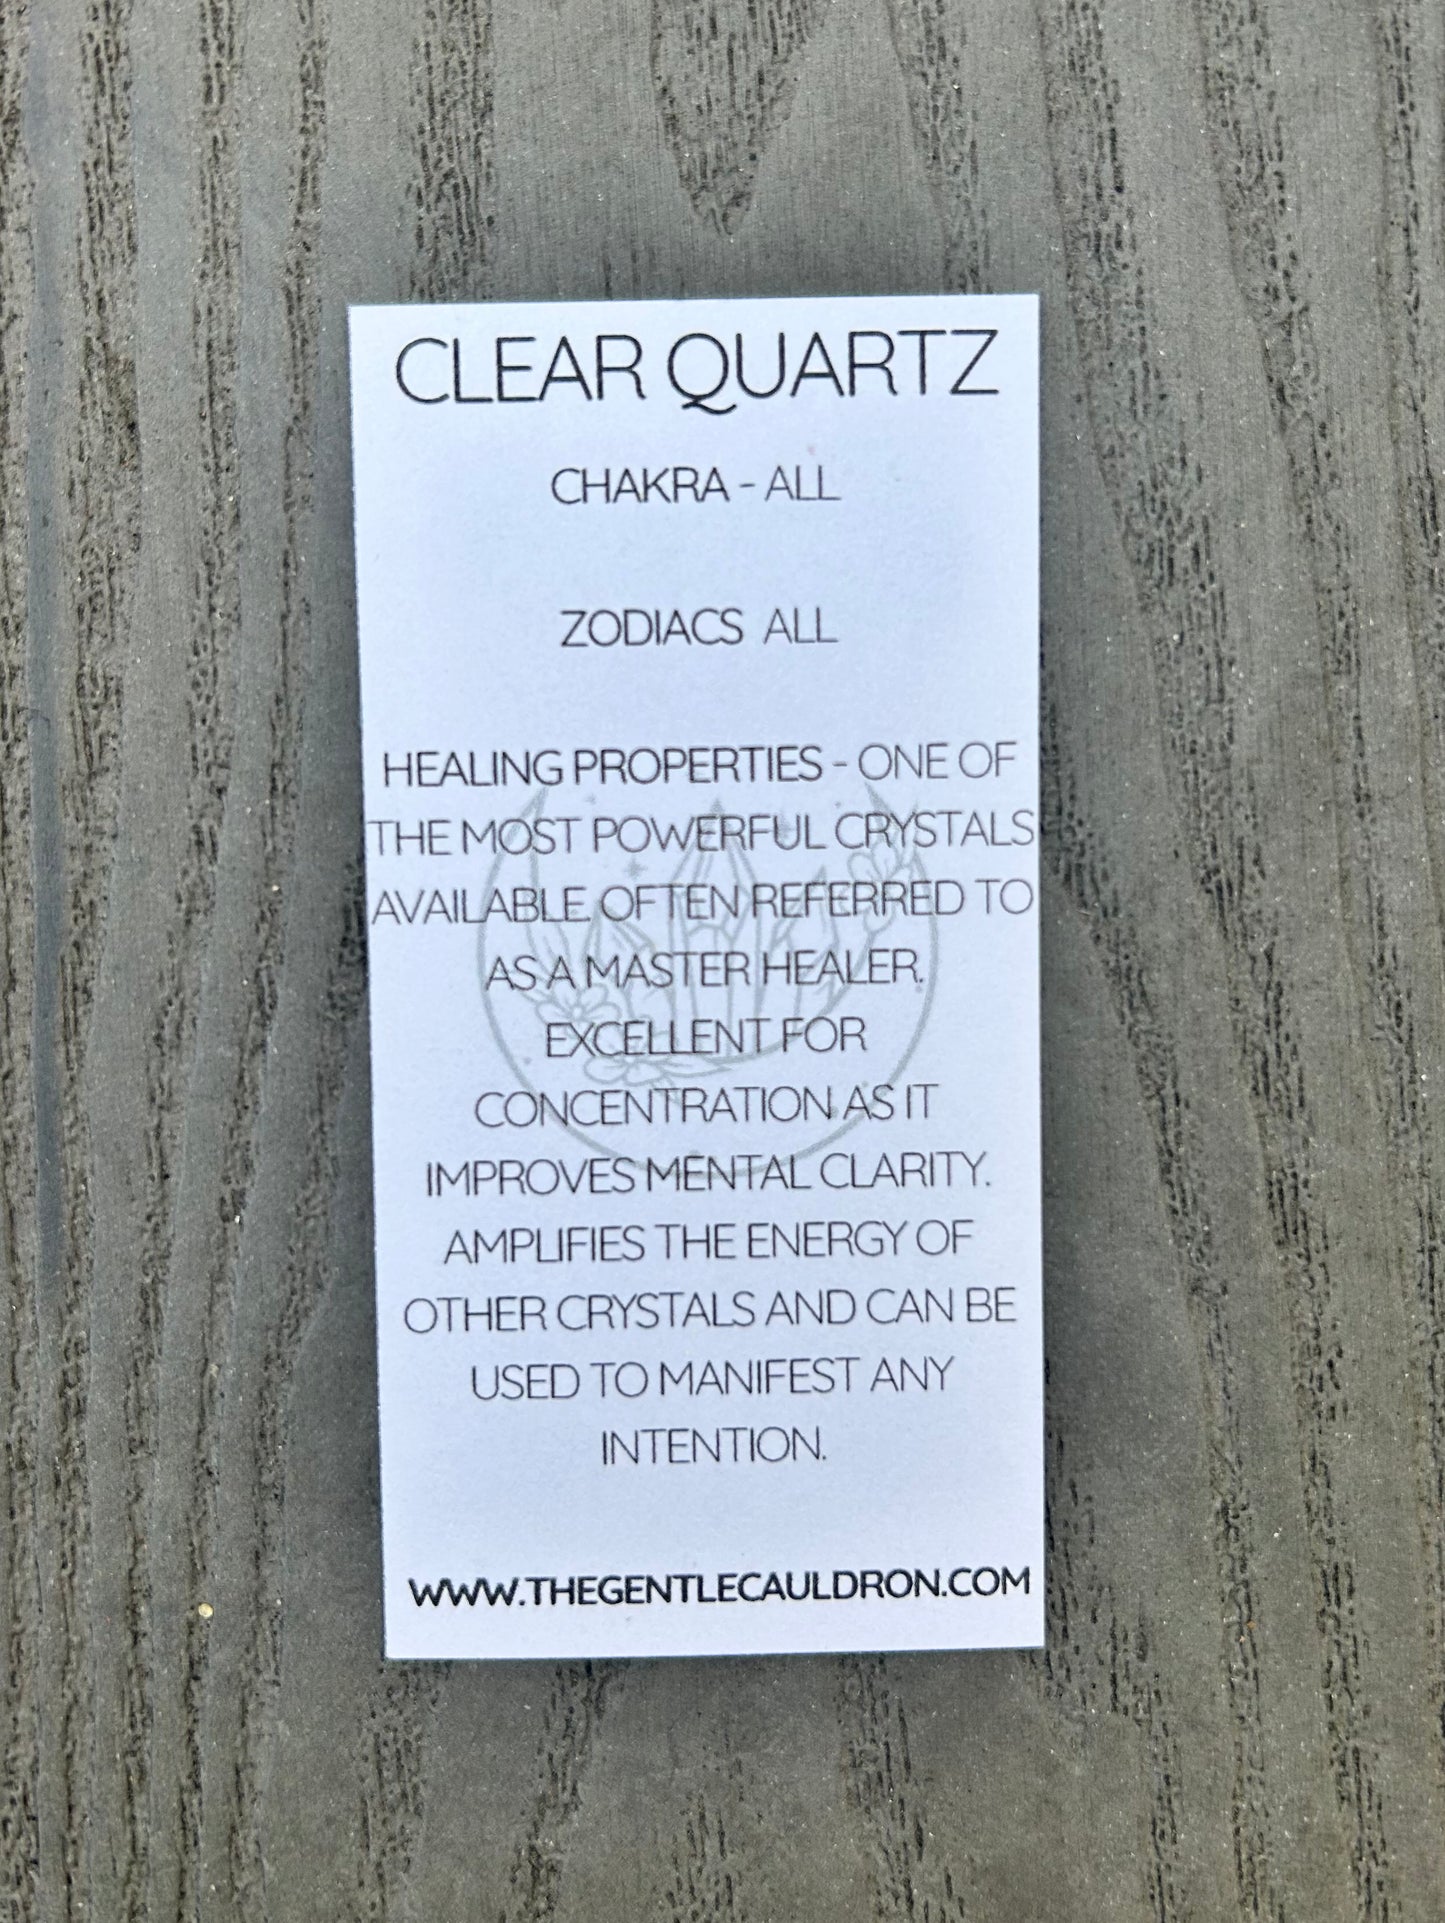 CLEAR QUARTZ
CHAKRA - ALL
ZODIACS ALL
HEALING PROPERTIES - ONE OF
THE MOST POWERFUL CRYSTALS
AVAILABLE. OFTEN REFERRED TO
AS A MASTER HEALER.
EXCELLENT FOR
CONCENTRATION AS IT
IMPROVES MENTAL CLARITY.
AMPLIFIES THE ENERGY OF
OTHER CRYSTALS AND CAN BE
USED TO MANIFEST ANY
INTENTION.
WWW.THEGENTLECAULDRON.COM